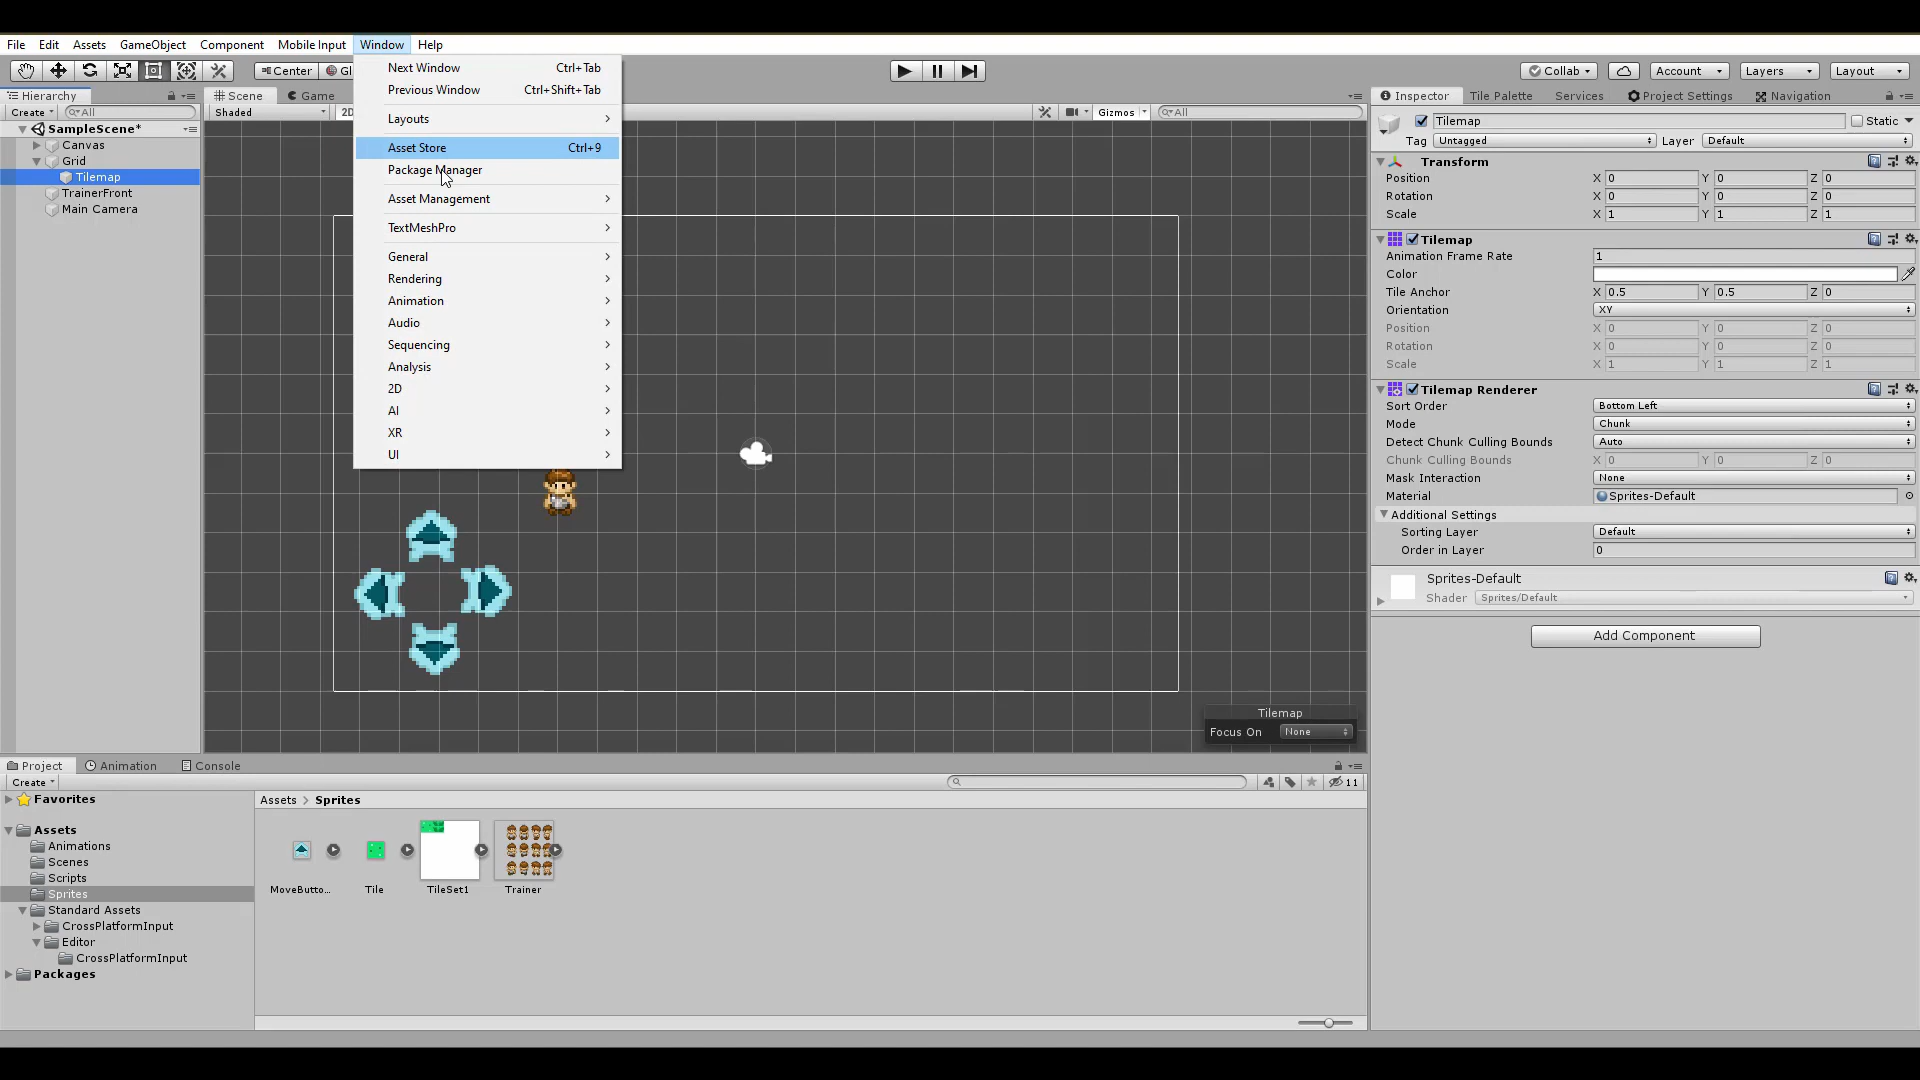 File Edit Assets GameObject Component Mobile Input Window Help
Center Gl Collab Account Layers Layout
Hierarchy
Create All
SampleScene*
Canvas
Grid
Tilemap
TrainerFront
Main Camera
Scene Game
Shaded 2D Gizmos All
Next Window Ctrl+Tab
Previous Window Ctrl+Shift+Tab
Layouts
Asset Store Ctrl+9
Package Manager
Asset Management
TextMeshPro
General
Rendering
Animation
Audio
Sequencing
Analysis
2D
AI
XR
UI
Tilemap
Focus On None
Inspector Tile Palette Services Project Settings Navigation
Tilemap Static
Tag Untagged Layer Default
Transform
Position X 0 Y 0 Z 0
Rotation X 0 Y 0 Z 0
Scale X 1 Y 1 Z 1
Tilemap
Animation Frame Rate 1
Color
Tile Anchor X 0.5 Y 0.5 Z 0
Orientation XY
Position X 0 Y 0 Z 0
Rotation X 0 Y 0 Z 0
Scale X 1 Y 1 Z 1
Tilemap Renderer
Sort Order Bottom Left
Mode Chunk
Detect Chunk Culling Bounds Auto
Chunk Culling Bounds X 0 Y 0 Z 0
Mask Interaction None
Material Sprites-Default
Additional Settings
Sorting Layer Default
Order in Layer 0
Sprites-Default
Shader Sprites/Default
Add Component
Project Animation Console
Create 11
Favorites
Assets
Animations
Scenes
Scripts
Sprites
Standard Assets
CrossPlatformInput
Editor
CrossPlatformInput
Packages
Assets > Sprites
MoveButto... Tile TileSet1 Trainer